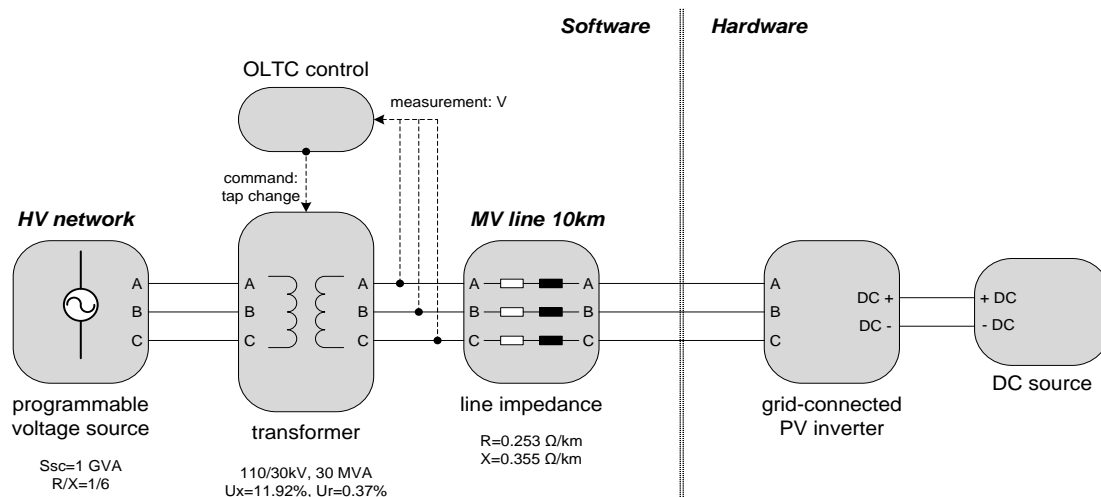 Software
Hardware
OLTC control
measurement: V
command:
tap change
HV network
MV line 10km
A
B
C
A
B
C
A
B
C
A
B
C
A
B
C
A
B
C
DC +
DC -
+ DC
- DC
programmable
voltage source
Ssc=1 GVA
R/X=1/6
transformer
110/30kV, 30 MVA
Ux=11.92%, Ur=0.37%
line impedance
R=0.253 Ω/km
X=0.355 Ω/km
grid-connected
PV inverter
DC source